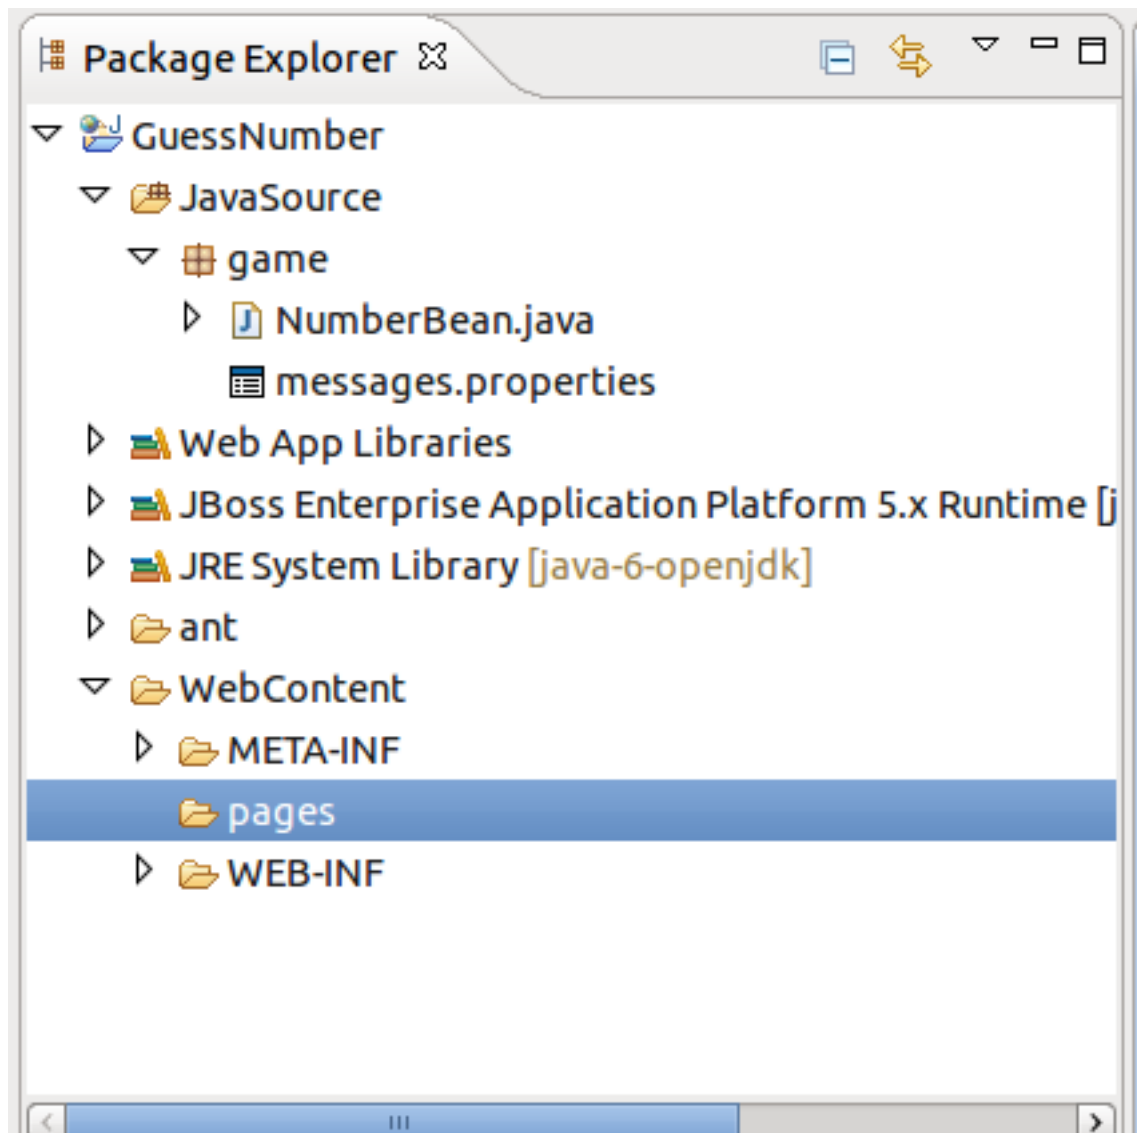 Package Explorer
GuessNumber
JavaSource
game
NumberBean.java
messages.properties
Web App Libraries
JBoss Enterprise Application Platform 5.x Runtime [j
JRE System Library [java-6-openjdk]
ant
WebContent
META-INF
pages
WEB-INF